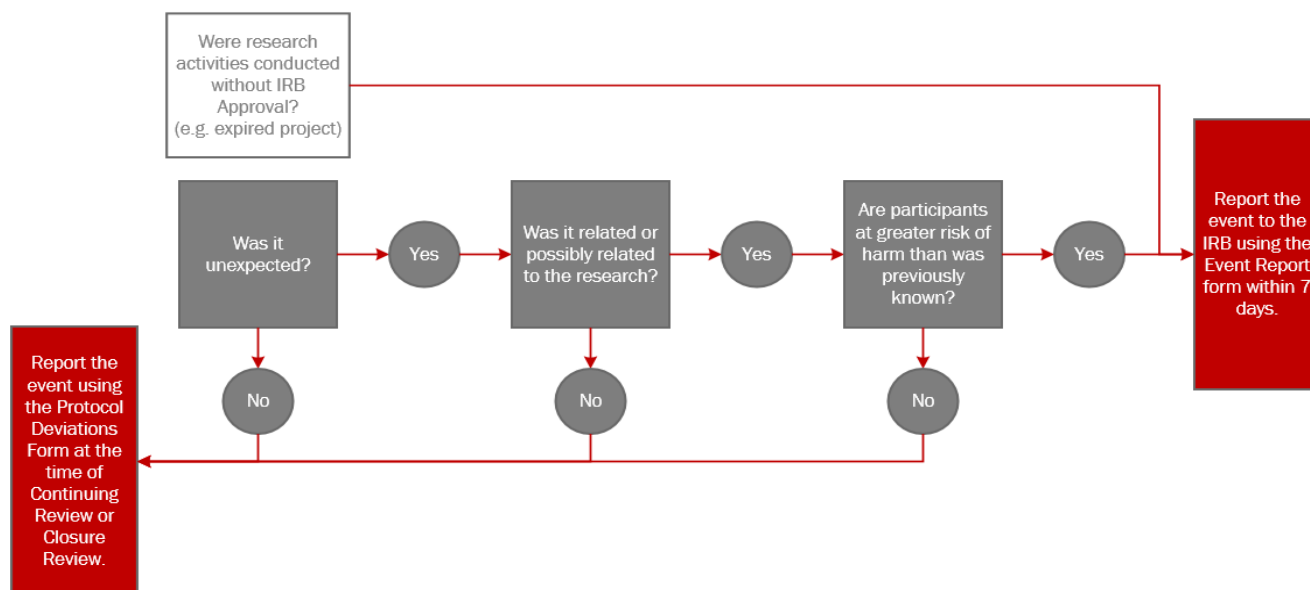 Were research
activities conducted
without IRB
Approval?
(e.g. expired project)
Was it
unexpected?
Yes
Was it related or
possibly related
to the research?
Yes
Are participants
at greater risk of
harm than was
previously
known?
Yes
Report the
event to the
IRB using the
Event Report
form within 7
days.
No
No
No
Report the
event using
the Protocol
Deviations
Form at the
time of
Continuing
Review or
Closure
Review.